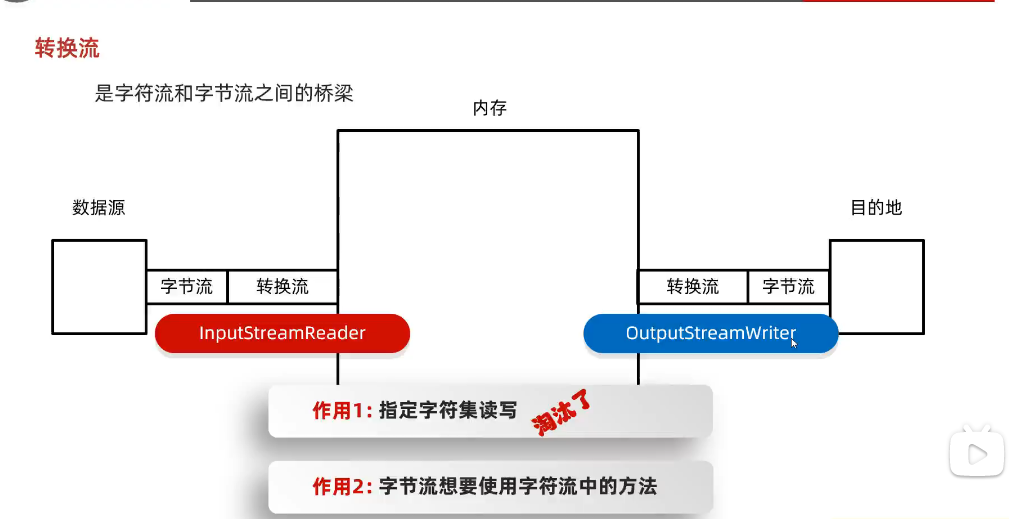 转换流
是字符流和字节流之间的桥梁
内存
数据源
目的地
字节流
转换流
转换流
字节流
InputStreamReader
OutputStreamWriter
作用1: 指定字符集读写
淘汰了
作用2: 字节流想要使用字符流中的方法